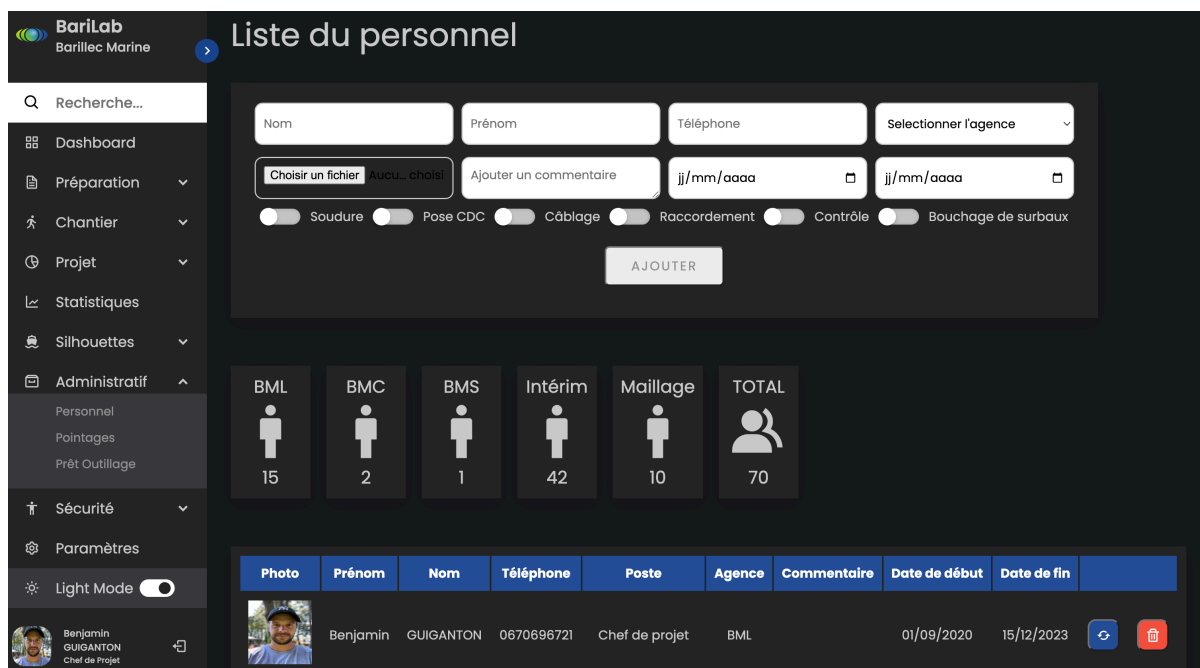 BariLab
Barillec Marine
Liste du personnel
Recherche...
Dashboard
Préparation
Chantier
Projet
Statistiques
Silhouettes
Administratif
Personnel
Pointages
Prêt Outillage
Sécurité
Paramètres
Light Mode
Benjamin
GUIGANTON
Chef de Projet
Nom Prénom Téléphone Selectionner l'agence
Choisir un fichier Aucu... choisi Ajouter un commentaire jj/mm/aaaa jj/mm/aaaa
Soudure Pose CDC Câblage Raccordement Contrôle Bouchage de surbaux
AJOUTER
BML BMC BMS Intérim Maillage TOTAL
15 2 1 42 10 70
Photo Prénom Nom Téléphone Poste Agence Commentaire Date de début Date de fin
Benjamin GUIGANTON 0670696721 Chef de projet BML 01/09/2020 15/12/2023